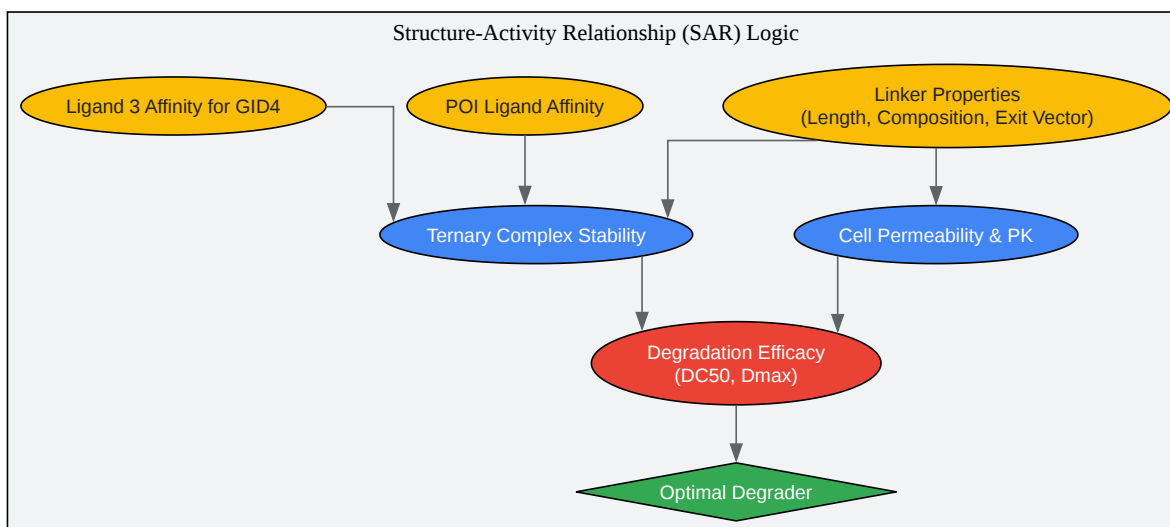 Structure-Activity Relationship (SAR) Logic
Ligand 3 Affinity for GID4
POI Ligand Affinity
Linker Properties
(Length, Composition, Exit Vector)
Ternary Complex Stability
Cell Permeability & PK
Degradation Efficacy
(DC50, Dmax)
Optimal Degrader